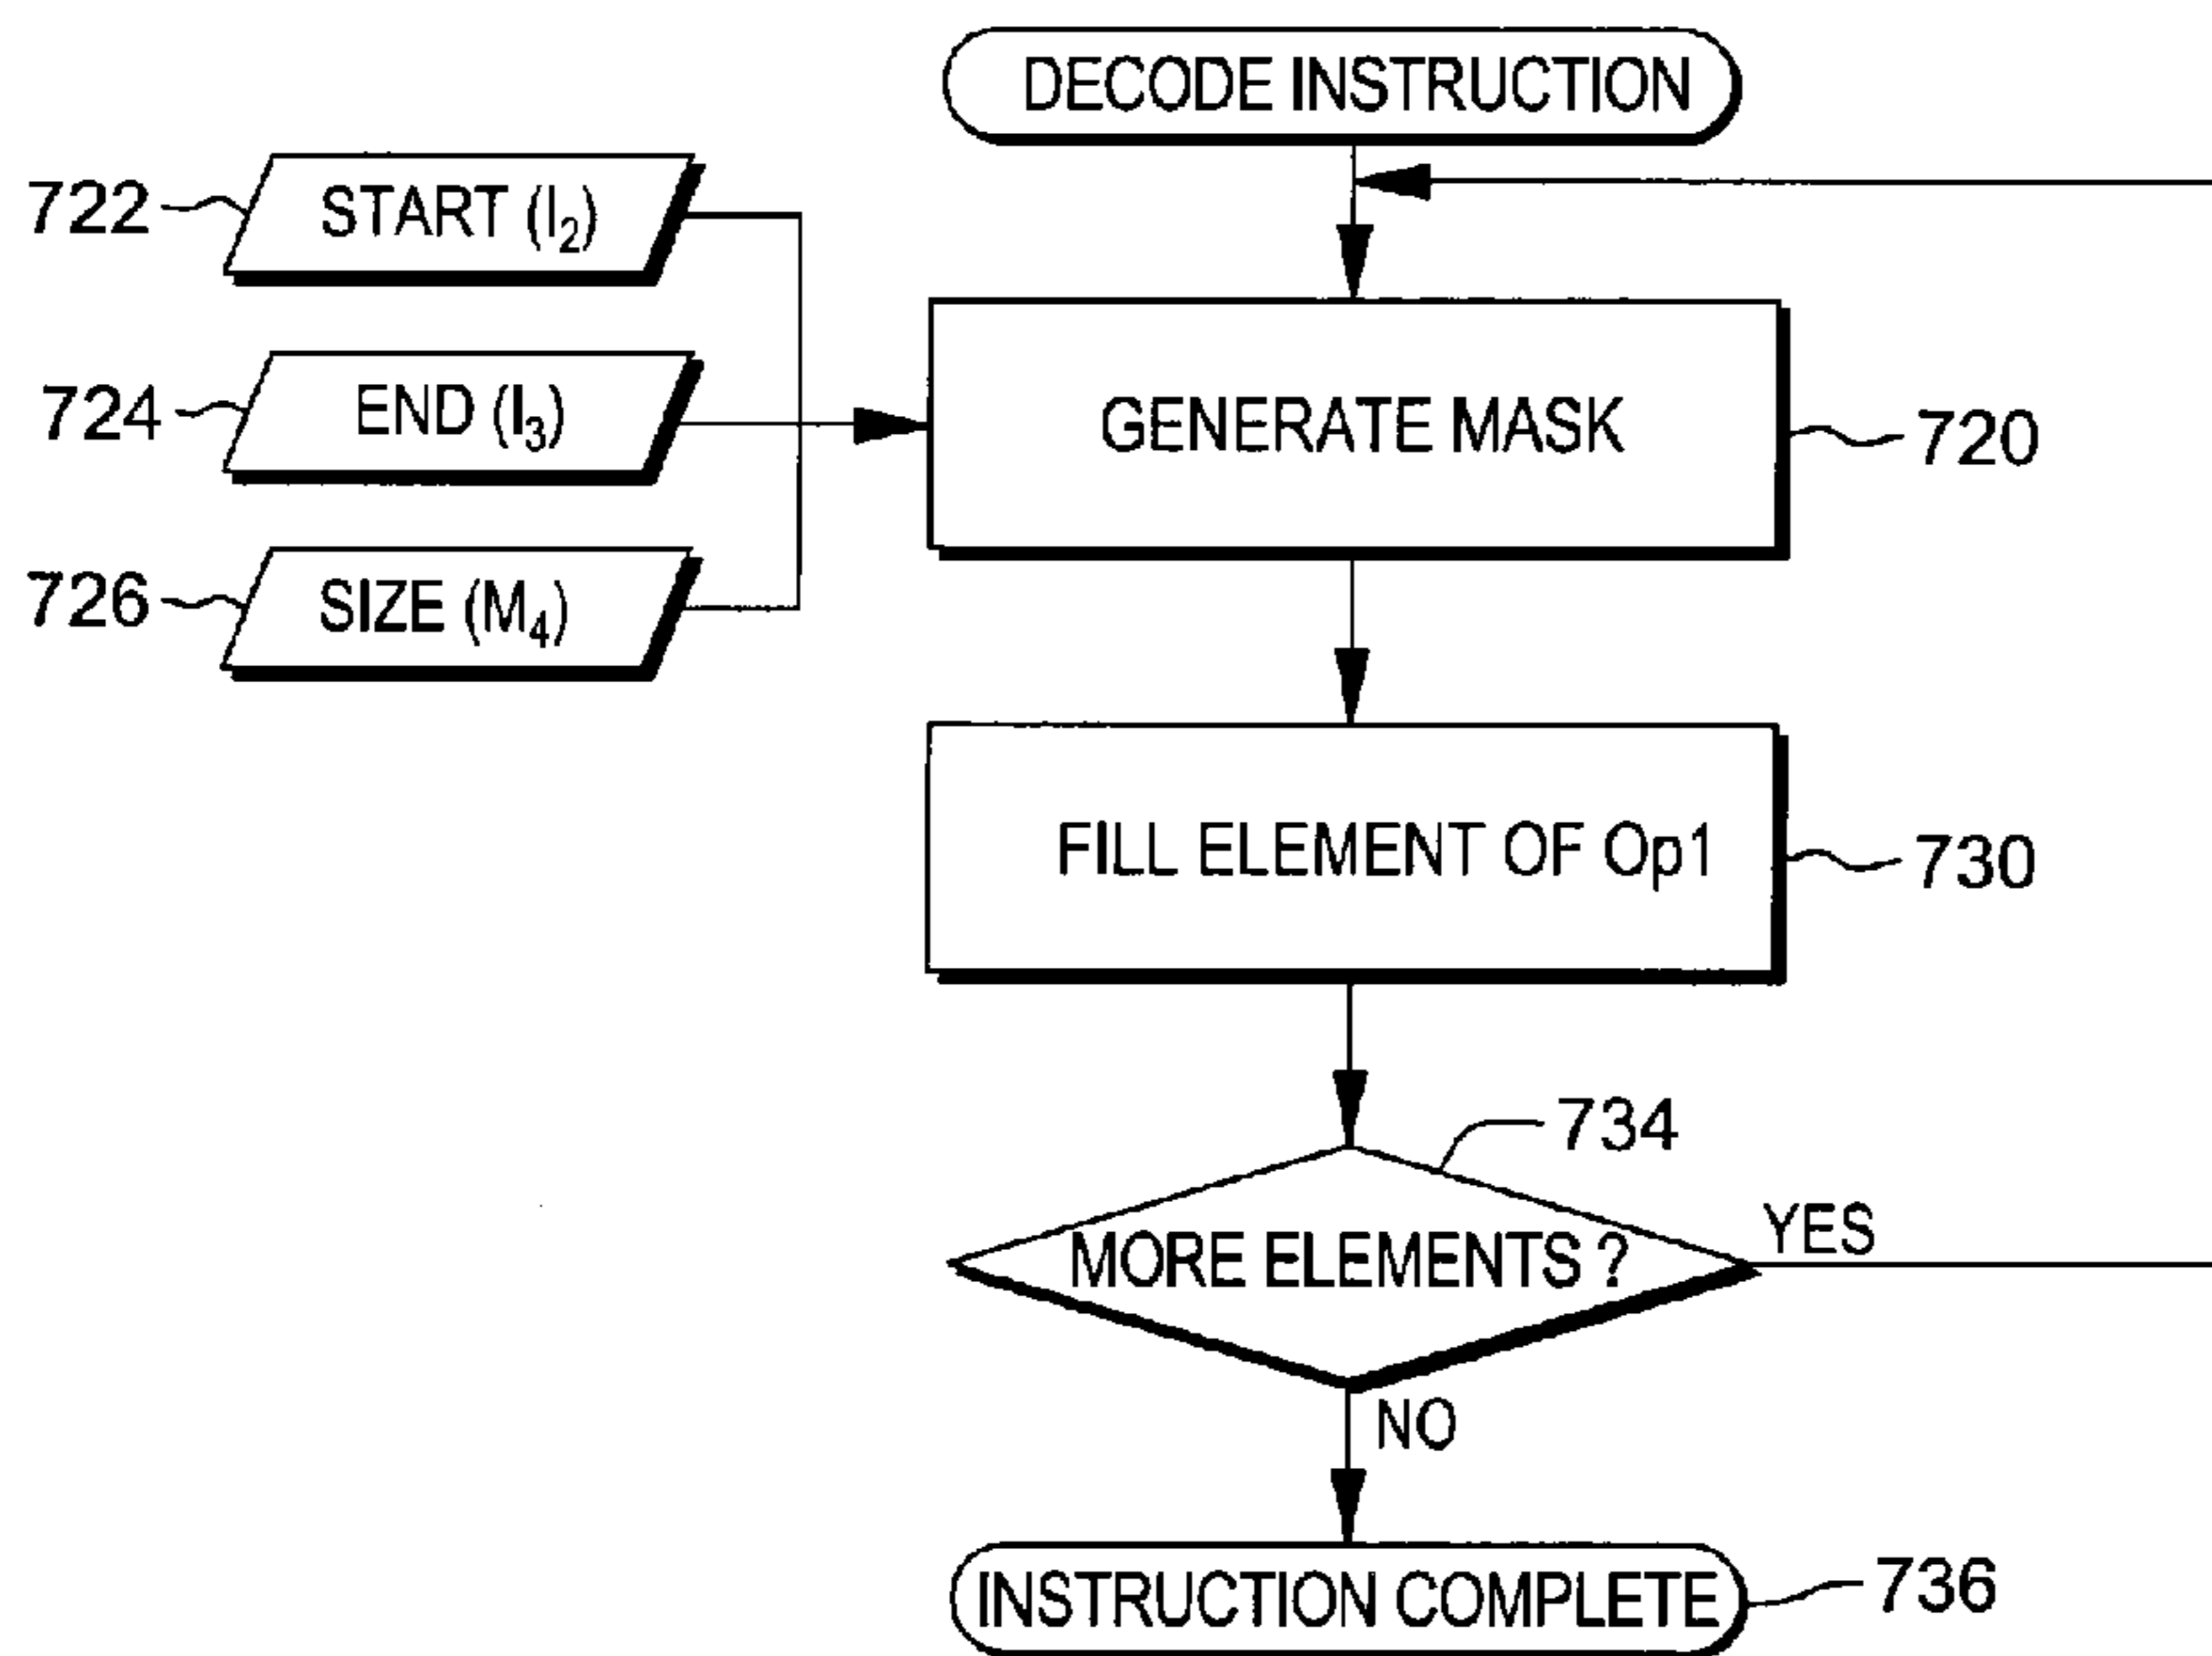 DECODE INSTRUCTION
722
START (I₂)
724
END (I₃)
GENERATE MASK
720
726
SIZE (M₄)
FILL ELEMENT OF Op1
730
734
MORE ELEMENTS ?
YES
NO
INSTRUCTION COMPLETE
736